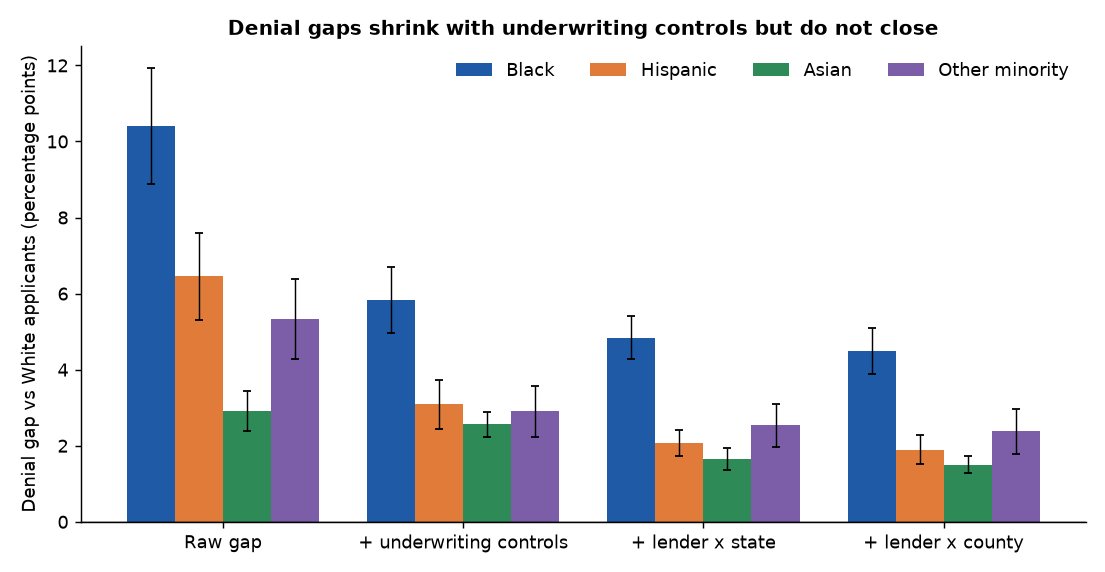 Denial gaps shrink with underwriting controls but do not close
Black
Hispanic
Asian
Other minority
Denial gap vs White applicants (percentage points)
12
10
8
6
4
2
0
Raw gap
+ underwriting controls
+ lender x state
+ lender x county